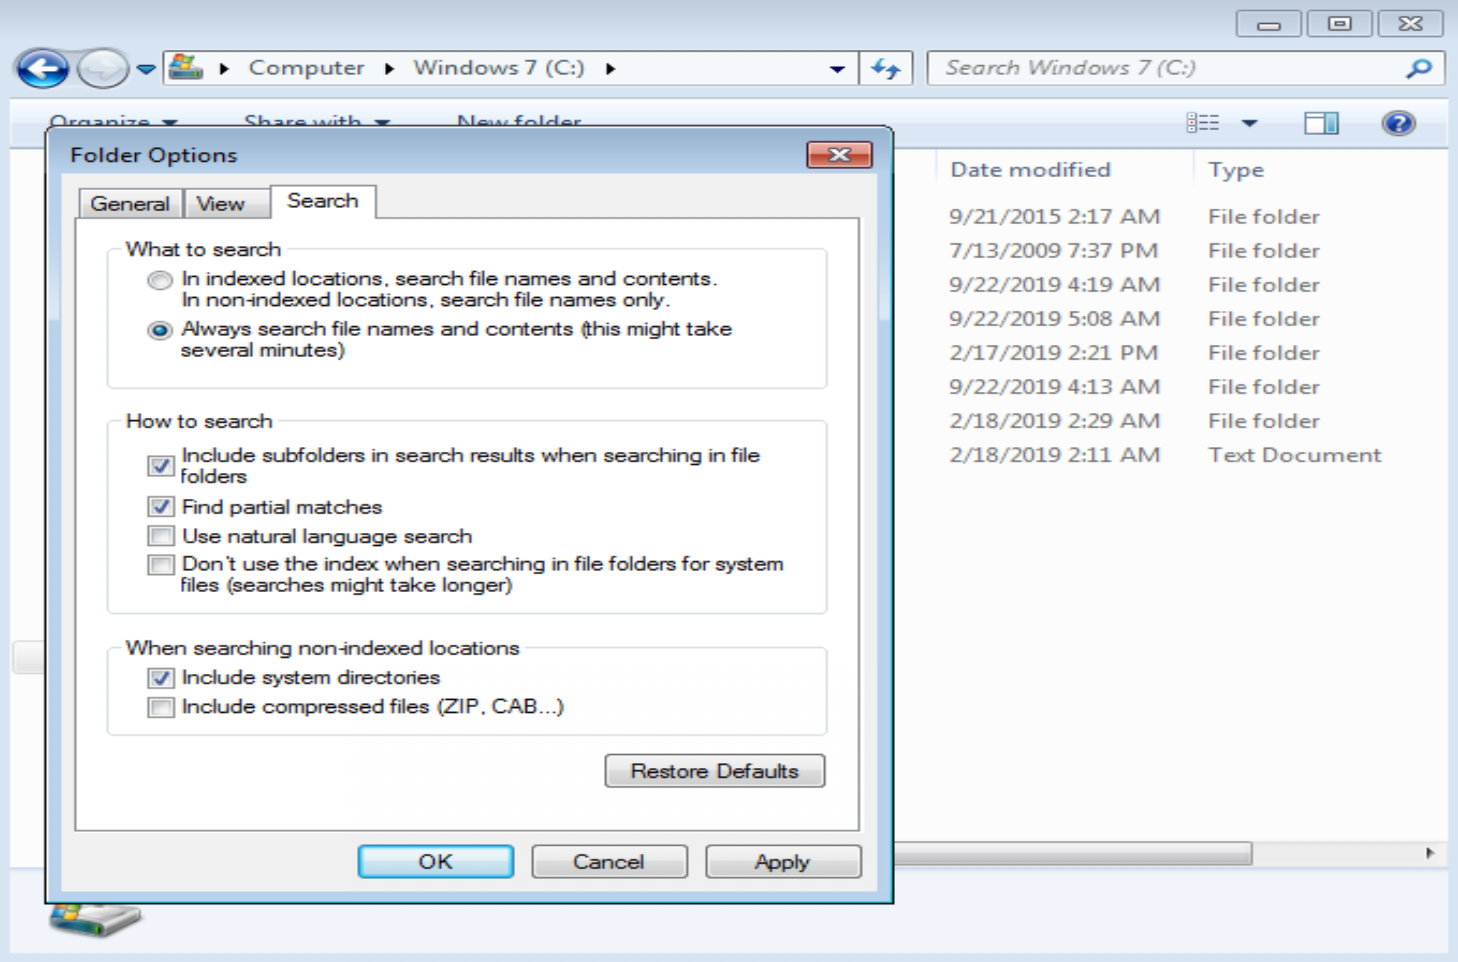 Computer Windows 7 (C:)
Search Windows 7 (C:)
Organize Share with New folder
Folder Options
General View Search
Date modified Type
What to search
In indexed locations, search file names and contents.
In non-indexed locations, search file names only.
Always search file names and contents (this might take
several minutes)
How to search
Include subfolders in search results when searching in file
folders
Find partial matches
Use natural language search
Don't use the index when searching in file folders for system
files (searches might take longer)
When searching non-indexed locations
Include system directories
Include compressed files (ZIP, CAB...)
Restore Defaults
OK Cancel Apply
9/21/2015 2:17 AM File folder
7/13/2009 7:37 PM File folder
9/22/2019 4:19 AM File folder
9/22/2019 5:08 AM File folder
2/17/2019 2:21 PM File folder
9/22/2019 4:13 AM File folder
2/18/2019 2:29 AM File folder
2/18/2019 2:11 AM Text Document